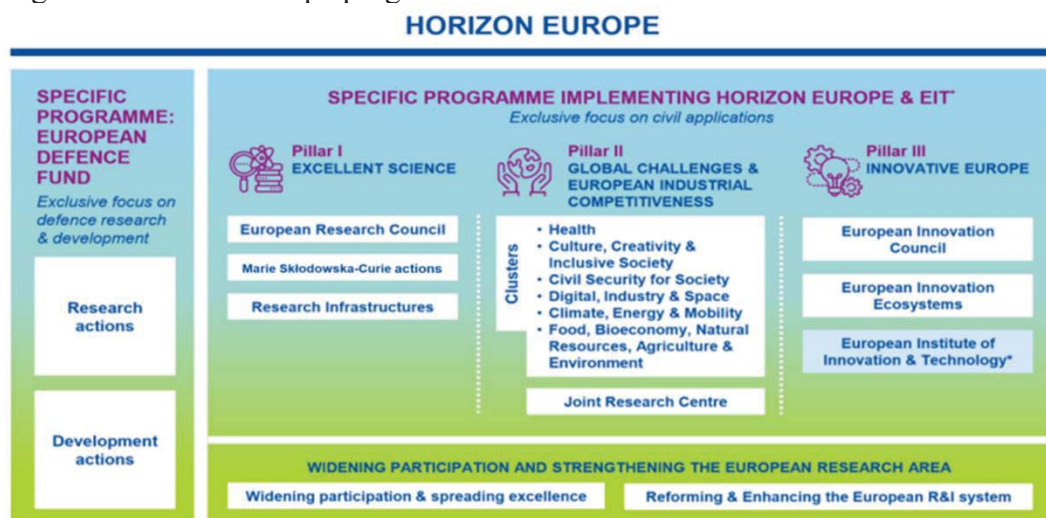 HORIZON EUROPE
SPECIFIC
PROGRAMME:
EUROPEAN
DEFENCE
FUND
Exclusive focus on
defence research
& development
Research
actions
Development
actions
SPECIFIC PROGRAMME IMPLEMENTING HORIZON EUROPE & EIT*
Exclusive focus on civil applications
Pillar I
EXCELLENT SCIENCE
European Research Council
Marie Skłodowska-Curie actions
Research Infrastructures
Pillar II
GLOBAL CHALLENGES &
EUROPEAN INDUSTRIAL
COMPETITIVENESS
Clusters
• Health
• Culture, Creativity &
Inclusive Society
• Civil Security for Society
• Digital, Industry & Space
• Climate, Energy & Mobility
• Food, Bioeconomy, Natural
Resources, Agriculture &
Environment
Joint Research Centre
Pillar III
INNOVATIVE EUROPE
European Innovation
Council
European Innovation
Ecosystems
European Institute of
Innovation & Technology*
WIDENING PARTICIPATION AND STRENGTHENING THE EUROPEAN RESEARCH AREA
Widening participation & spreading excellence
Reforming & Enhancing the European R&I system